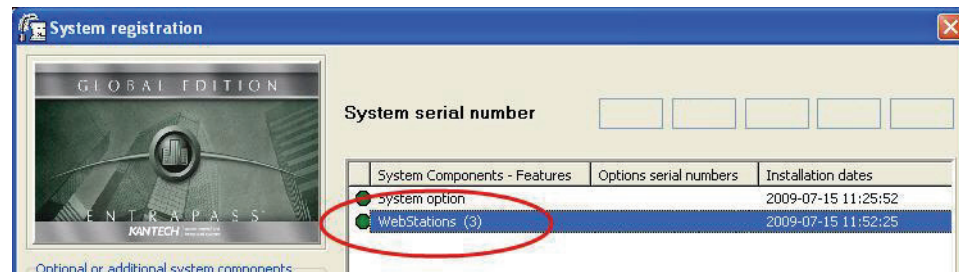 System registration
GLOBAL EDITION
ENTRAPASS
KANTECH
System serial number
System Components - Features Options serial numbers Installation dates
System option 2009-07-15 11:25:52
WebStations (3) 2009-07-15 11:52:25
Optional or additional system components